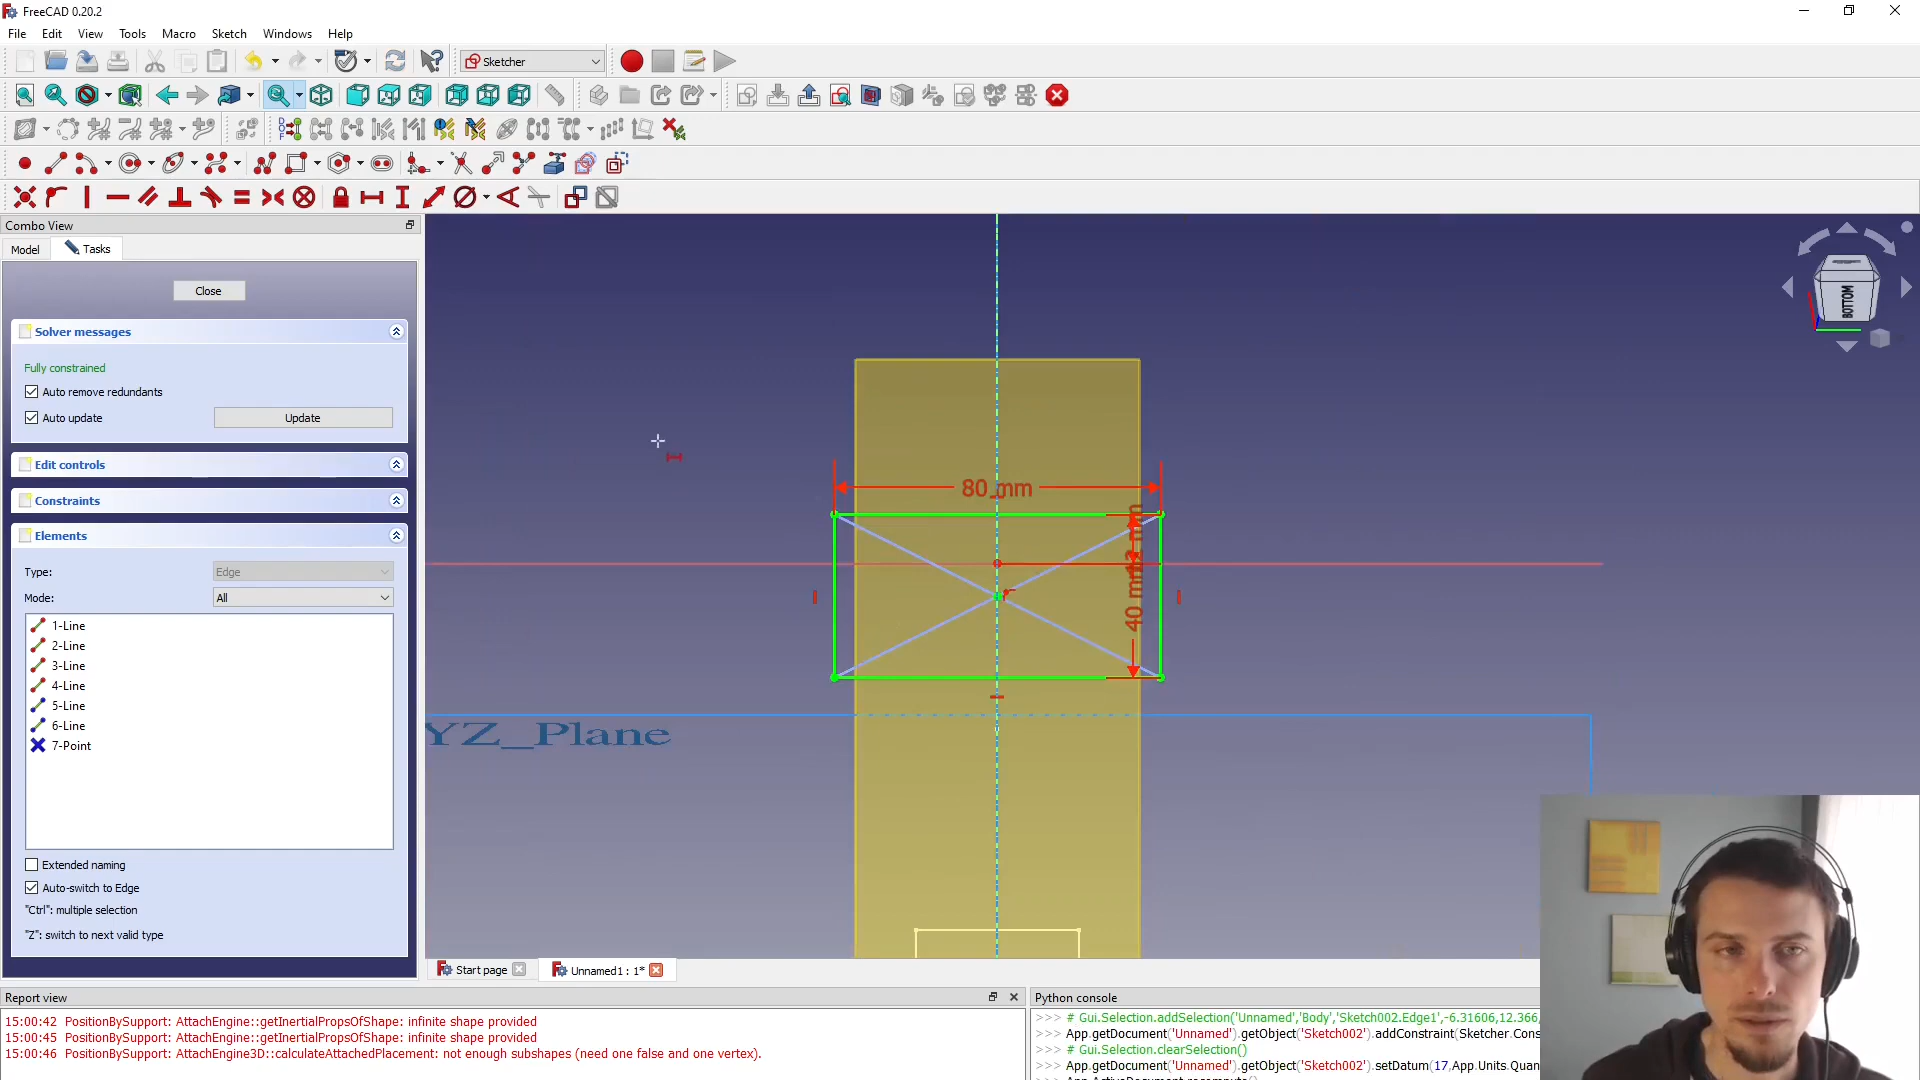 FreeCAD 0.20.2
File Edit View Tools Macro Sketch Windows Help
Sketcher
Combo View
Model Tasks
Close
Solver messages
Fully constrained
Auto remove redundants
Auto update Update
Edit controls
Constraints
Elements
Type: Edge
Mode: All
1-Line
2-Line
3-Line
4-Line
5-Line
6-Line
7-Point
Extended naming
Auto-switch to Edge
"Ctrl": multiple selection
"Z": switch to next valid type
80 mm
40 mm
YZ_Plane
BOTTOM
Start page Unnamed1 : 1*
Report view
15:00:42 PositionBySupport: AttachEngine::getInertialPropsOfShape: infinite shape provided
15:00:45 PositionBySupport: AttachEngine::getInertialPropsOfShape: infinite shape provided
15:00:46 PositionBySupport: AttachEngine3D::calculateAttachedPlacement: not enough subshapes (need one false and one vertex).
Python console
>>> # Gui.Selection.addSelection('Unnamed','Body','Sketch002.Edge1',-6.31606,12.366,
>>> App.getDocument('Unnamed').getObject('Sketch002').addConstraint(Sketcher.Cons
>>> # Gui.Selection.clearSelection()
>>> App.getDocument('Unnamed').getObject('Sketch002').setDatum(17,App.Units.Quan